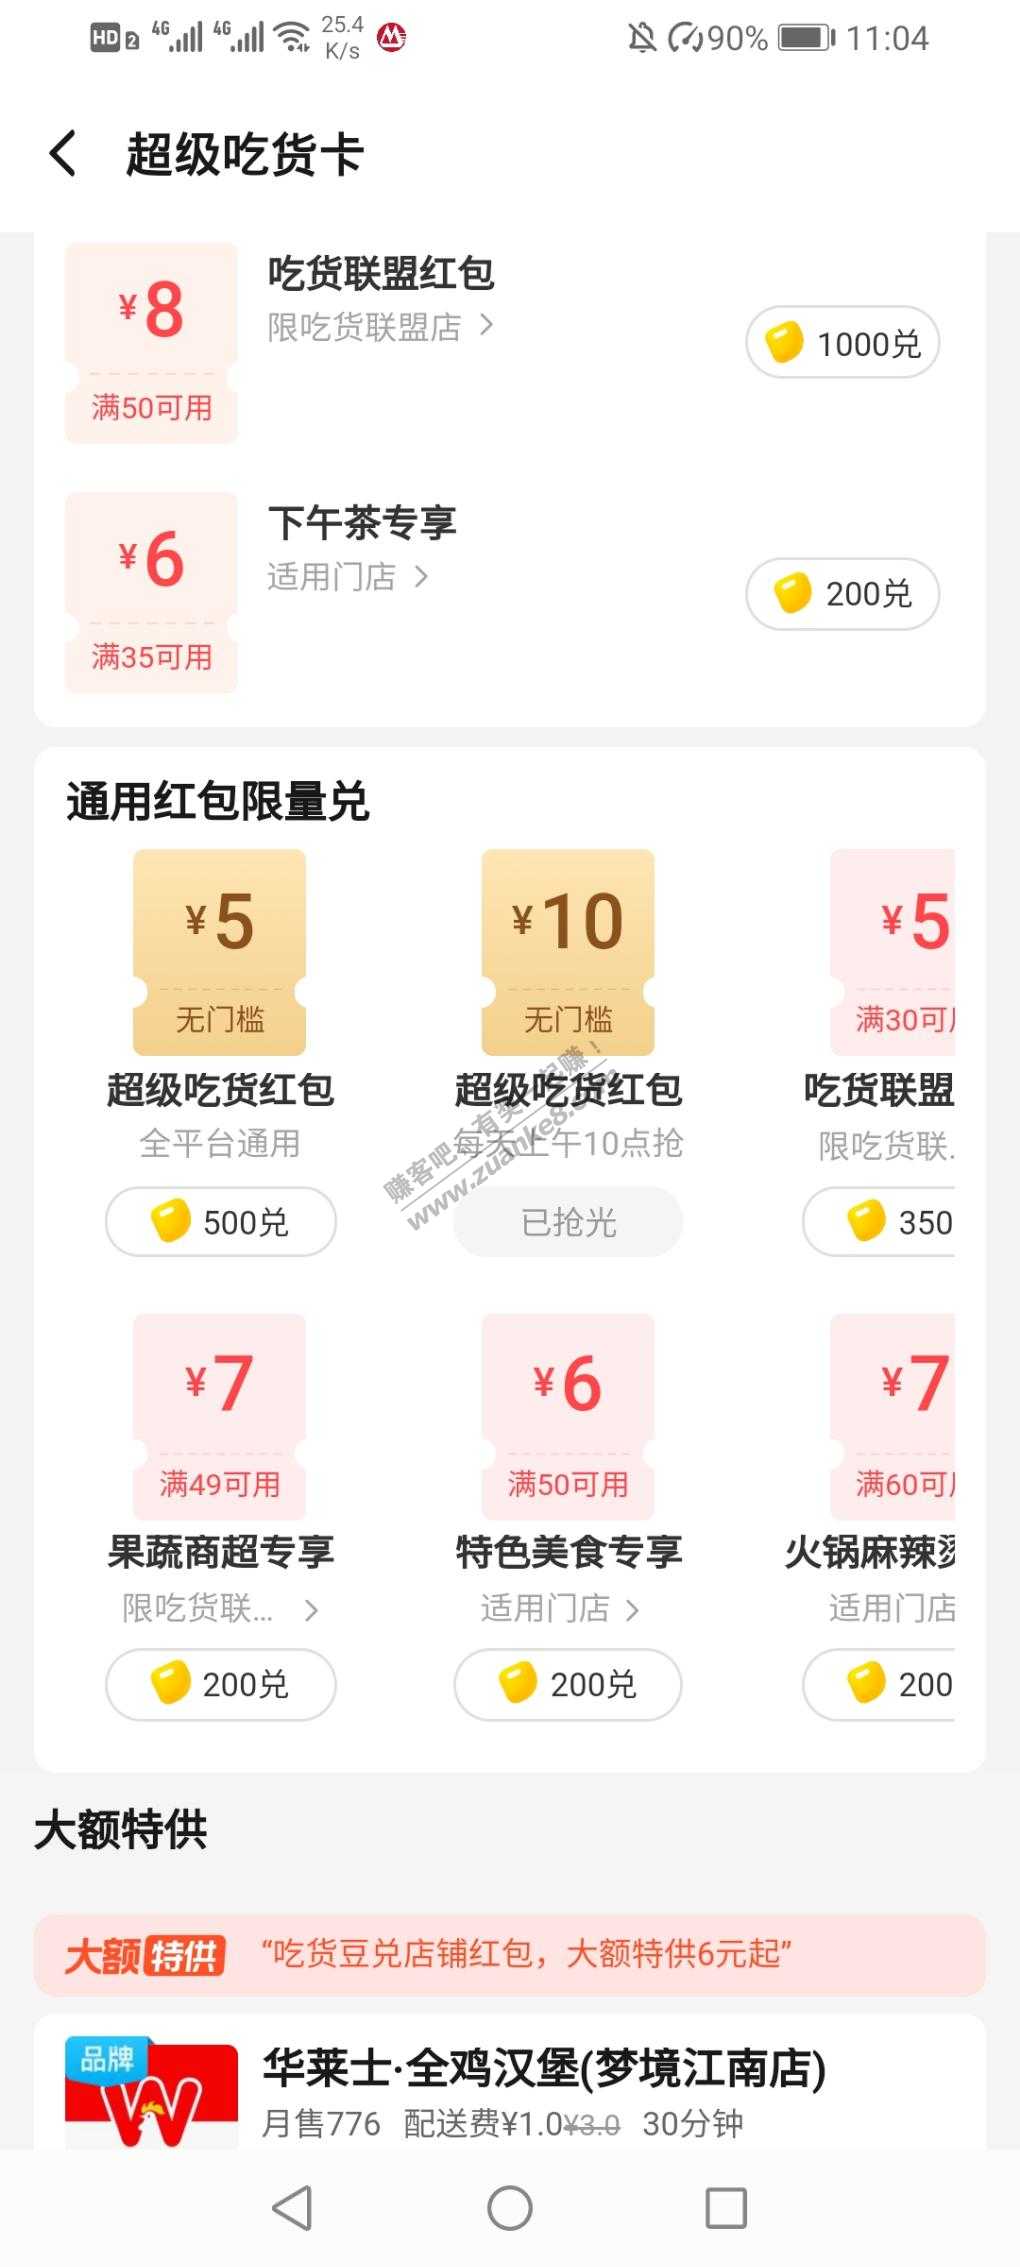 HD 2 4G 4G 25.4 K/s 90% 11:04
超级吃货卡
¥8
满50可用
吃货联盟红包
限吃货联盟店
1000兑
¥6
满35可用
下午茶专享
适用门店
200兑
通用红包限量兑
¥5 ¥10 ¥5
无门槛 无门槛 满30可
超级吃货红包 超级吃货红包 吃货联盟
全平台通用 每天上午10点抢 限吃货联.
500兑 已抢光 350
¥7 ¥6 ¥7
满49可用 满50可用 满60可
果蔬商超专享 特色美食专享 火锅麻辣烫
限吃货联... 适用门店 适用门店
200兑 200兑 200
赚客吧,有奖一起赚!
www.zuanke8.com
大额特供
大额特供 “吃货豆兑店铺红包，大额特供6元起”
品牌
W
华莱士·全鸡汉堡(梦境江南店)
月售776 配送费¥1.0¥3.0 30分钟